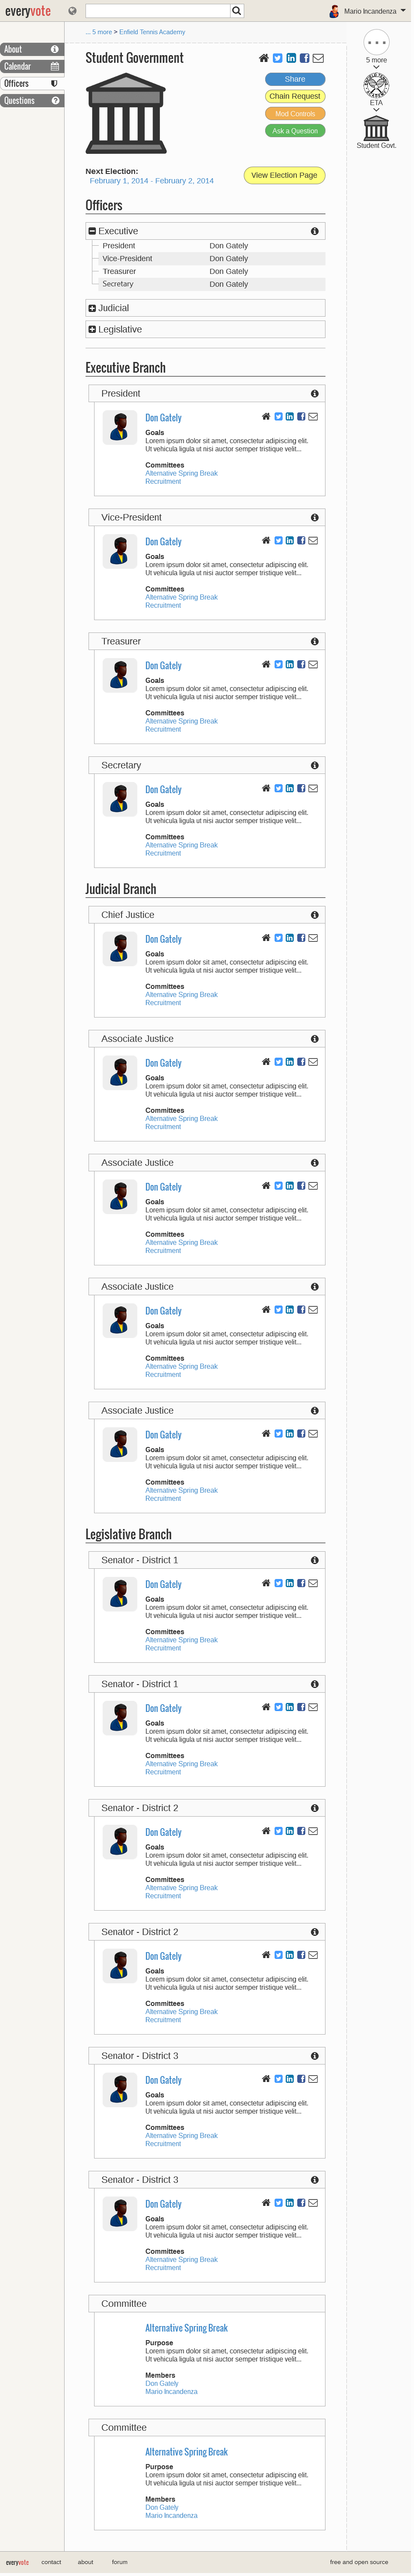 everyvote
Mario Incandenza
... 5 more > Enfield Tennis Academy
About
Calendar
Officers
Questions
5 more
ETA
Student Govt.
Student Government
Share
Chain Request
Mod Controls
Ask a Question
Next Election:
February 1, 2014 - February 2, 2014
View Election Page
Officers
Executive
President Don Gately
Vice-President Don Gately
Treasurer Don Gately
Secretary Don Gately
Judicial
Legislative
Executive Branch
President
Don Gately
Goals
Lorem ipsum dolor sit amet, consectetur adipiscing elit.
Ut vehicula ligula ut nisi auctor semper tristique velit...
Committees
Alternative Spring Break
Recruitment
Vice-President
Don Gately
Goals
Lorem ipsum dolor sit amet, consectetur adipiscing elit.
Ut vehicula ligula ut nisi auctor semper tristique velit...
Committees
Alternative Spring Break
Recruitment
Treasurer
Don Gately
Goals
Lorem ipsum dolor sit amet, consectetur adipiscing elit.
Ut vehicula ligula ut nisi auctor semper tristique velit...
Committees
Alternative Spring Break
Recruitment
Secretary
Don Gately
Goals
Lorem ipsum dolor sit amet, consectetur adipiscing elit.
Ut vehicula ligula ut nisi auctor semper tristique velit...
Committees
Alternative Spring Break
Recruitment
Judicial Branch
Chief Justice
Don Gately
Goals
Lorem ipsum dolor sit amet, consectetur adipiscing elit.
Ut vehicula ligula ut nisi auctor semper tristique velit...
Committees
Alternative Spring Break
Recruitment
Associate Justice
Don Gately
Goals
Lorem ipsum dolor sit amet, consectetur adipiscing elit.
Ut vehicula ligula ut nisi auctor semper tristique velit...
Committees
Alternative Spring Break
Recruitment
Associate Justice
Don Gately
Goals
Lorem ipsum dolor sit amet, consectetur adipiscing elit.
Ut vehicula ligula ut nisi auctor semper tristique velit...
Committees
Alternative Spring Break
Recruitment
Associate Justice
Don Gately
Goals
Lorem ipsum dolor sit amet, consectetur adipiscing elit.
Ut vehicula ligula ut nisi auctor semper tristique velit...
Committees
Alternative Spring Break
Recruitment
Associate Justice
Don Gately
Goals
Lorem ipsum dolor sit amet, consectetur adipiscing elit.
Ut vehicula ligula ut nisi auctor semper tristique velit...
Committees
Alternative Spring Break
Recruitment
Legislative Branch
Senator - District 1
Don Gately
Goals
Lorem ipsum dolor sit amet, consectetur adipiscing elit.
Ut vehicula ligula ut nisi auctor semper tristique velit...
Committees
Alternative Spring Break
Recruitment
Senator - District 1
Don Gately
Goals
Lorem ipsum dolor sit amet, consectetur adipiscing elit.
Ut vehicula ligula ut nisi auctor semper tristique velit...
Committees
Alternative Spring Break
Recruitment
Senator - District 2
Don Gately
Goals
Lorem ipsum dolor sit amet, consectetur adipiscing elit.
Ut vehicula ligula ut nisi auctor semper tristique velit...
Committees
Alternative Spring Break
Recruitment
Senator - District 2
Don Gately
Goals
Lorem ipsum dolor sit amet, consectetur adipiscing elit.
Ut vehicula ligula ut nisi auctor semper tristique velit...
Committees
Alternative Spring Break
Recruitment
Senator - District 3
Don Gately
Goals
Lorem ipsum dolor sit amet, consectetur adipiscing elit.
Ut vehicula ligula ut nisi auctor semper tristique velit...
Committees
Alternative Spring Break
Recruitment
Senator - District 3
Don Gately
Goals
Lorem ipsum dolor sit amet, consectetur adipiscing elit.
Ut vehicula ligula ut nisi auctor semper tristique velit...
Committees
Alternative Spring Break
Recruitment
Committee
Alternative Spring Break
Purpose
Lorem ipsum dolor sit amet, consectetur adipiscing elit.
Ut vehicula ligula ut nisi auctor semper tristique velit...
Members
Don Gately
Mario Incandenza
Committee
Alternative Spring Break
Purpose
Lorem ipsum dolor sit amet, consectetur adipiscing elit.
Ut vehicula ligula ut nisi auctor semper tristique velit...
Members
Don Gately
Mario Incandenza
everyvote contact about forum free and open source